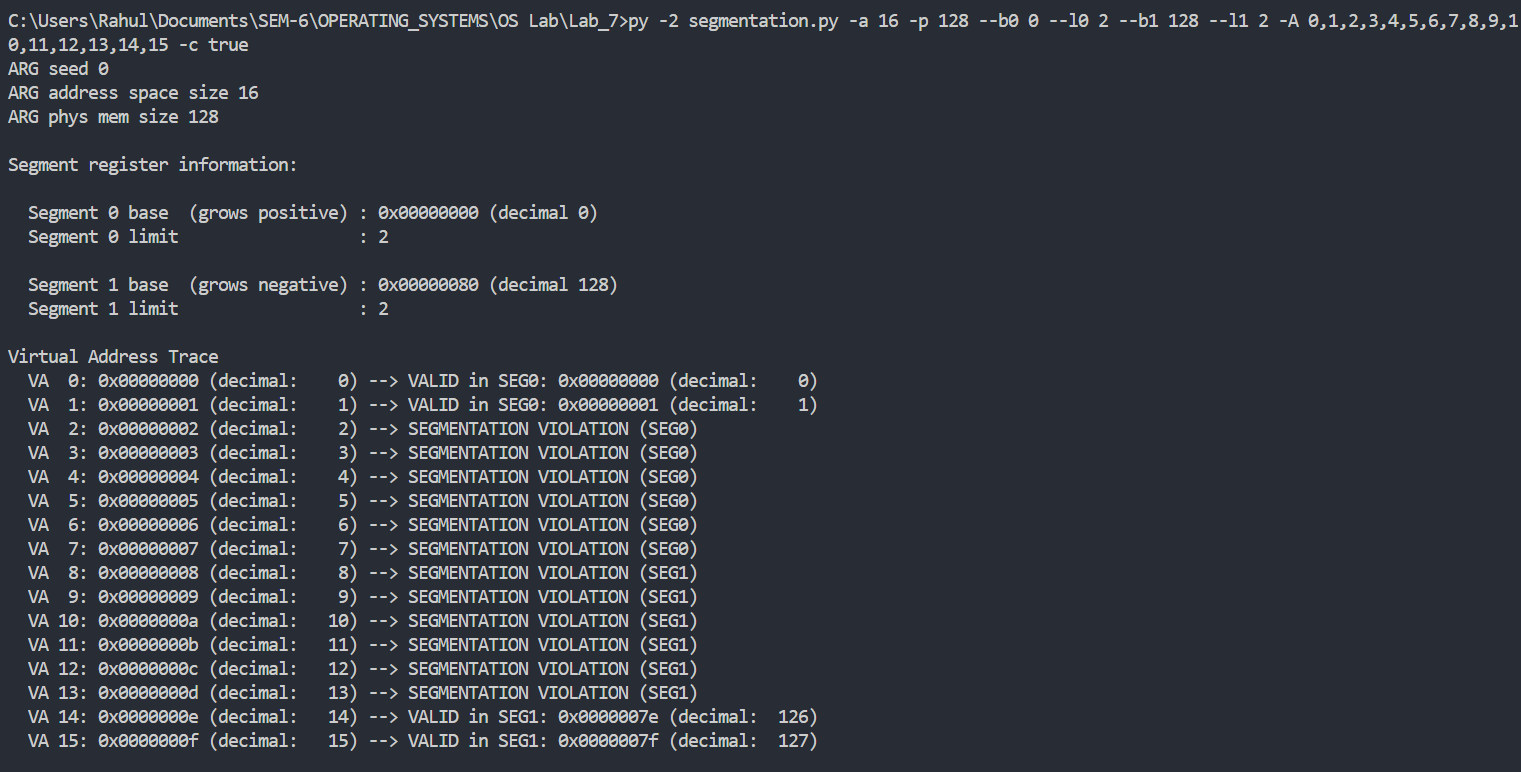 C:\Users\Rahul\Documents\SEM-6\OPERATING_SYSTEMS\OS Lab\Lab_7>py -2 segmentation.py -a 16 -p 128 --b0 0 --l0 2 --b1 128 --l1 2 -A 0,1,2,3,4,5,6,7,8,9,1
0,11,12,13,14,15 -c true
ARG seed 0
ARG address space size 16
ARG phys mem size 128

Segment register information:

  Segment 0 base  (grows positive) : 0x00000000 (decimal 0)
  Segment 0 limit                  : 2

  Segment 1 base  (grows negative) : 0x00000080 (decimal 128)
  Segment 1 limit                  : 2

Virtual Address Trace
  VA  0: 0x00000000 (decimal:    0) --> VALID in SEG0: 0x00000000 (decimal:    0)
  VA  1: 0x00000001 (decimal:    1) --> VALID in SEG0: 0x00000001 (decimal:    1)
  VA  2: 0x00000002 (decimal:    2) --> SEGMENTATION VIOLATION (SEG0)
  VA  3: 0x00000003 (decimal:    3) --> SEGMENTATION VIOLATION (SEG0)
  VA  4: 0x00000004 (decimal:    4) --> SEGMENTATION VIOLATION (SEG0)
  VA  5: 0x00000005 (decimal:    5) --> SEGMENTATION VIOLATION (SEG0)
  VA  6: 0x00000006 (decimal:    6) --> SEGMENTATION VIOLATION (SEG0)
  VA  7: 0x00000007 (decimal:    7) --> SEGMENTATION VIOLATION (SEG0)
  VA  8: 0x00000008 (decimal:    8) --> SEGMENTATION VIOLATION (SEG1)
  VA  9: 0x00000009 (decimal:    9) --> SEGMENTATION VIOLATION (SEG1)
  VA 10: 0x0000000a (decimal:   10) --> SEGMENTATION VIOLATION (SEG1)
  VA 11: 0x0000000b (decimal:   11) --> SEGMENTATION VIOLATION (SEG1)
  VA 12: 0x0000000c (decimal:   12) --> SEGMENTATION VIOLATION (SEG1)
  VA 13: 0x0000000d (decimal:   13) --> SEGMENTATION VIOLATION (SEG1)
  VA 14: 0x0000000e (decimal:   14) --> VALID in SEG1: 0x0000007e (decimal:  126)
  VA 15: 0x0000000f (decimal:   15) --> VALID in SEG1: 0x0000007f (decimal:  127)